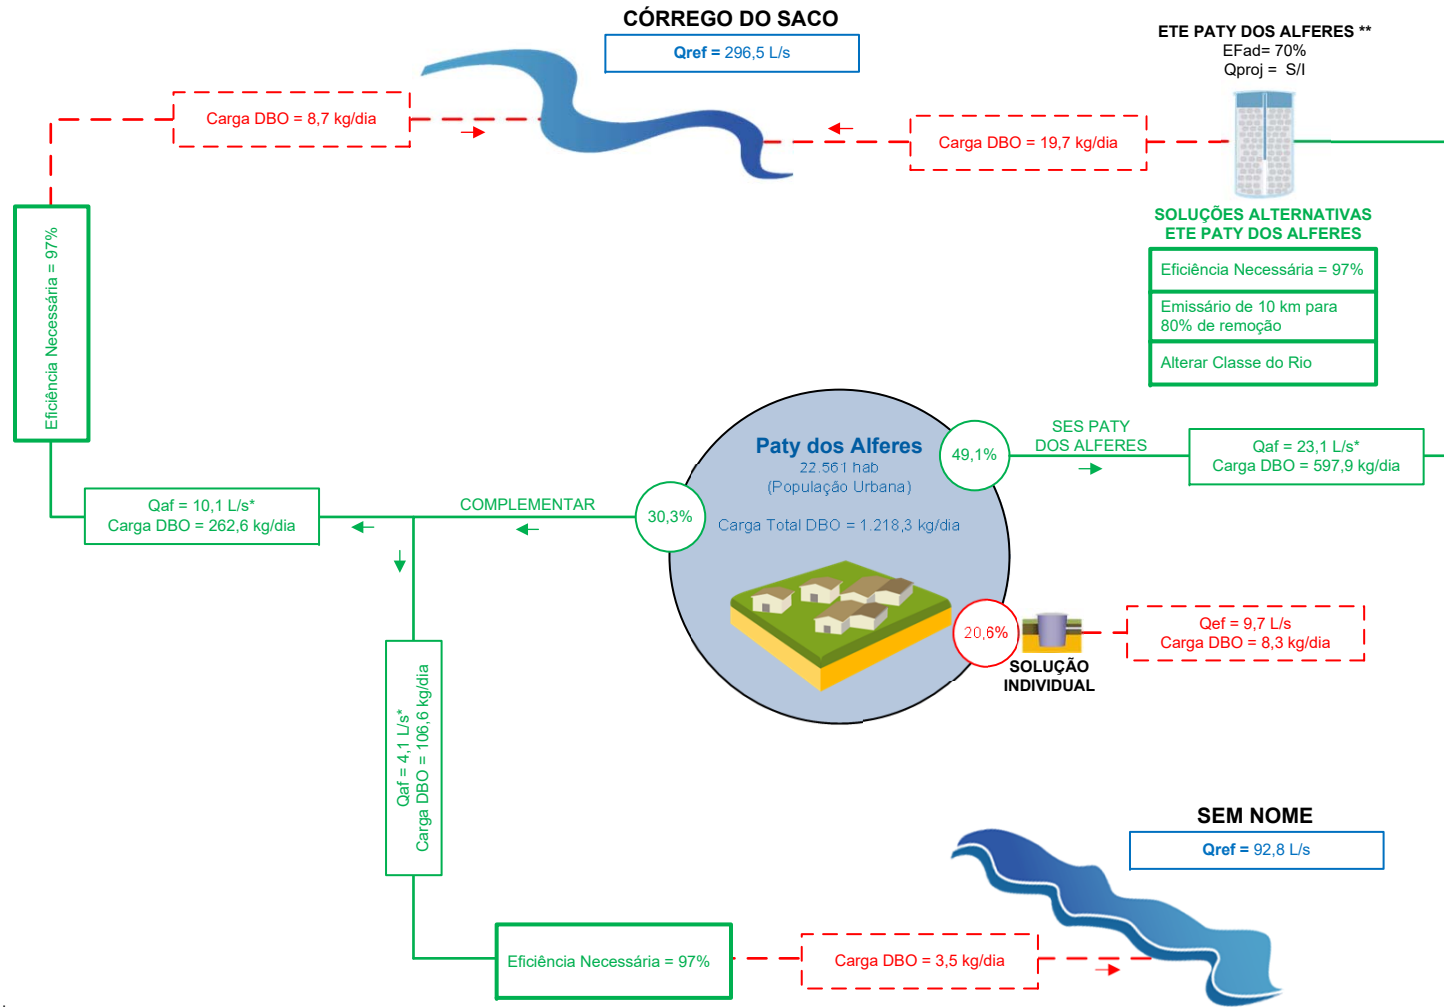 CÓRREGO DO SACO
Qref = 296,5 L/s
ETE PATY DOS ALFERES **
EFad= 70%
Qproj = S/I
Carga DBO = 8,7 kg/dia
Carga DBO = 19,7 kg/dia
SOLUÇÕES ALTERNATIVAS
ETE PATY DOS ALFERES
Eficiência Necessária = 97%
Emissário de 10 km para
80% de remoção
Alterar Classe do Rio
Eficiência Necessária = 97%
Paty dos Alferes
22.561 hab
(População Urbana)
Carga Total DBO = 1.218,3 kg/dia
49,1%
SES PATY
DOS ALFERES
Qaf = 23,1 L/s*
Carga DBO = 597,9 kg/dia
30,3%
COMPLEMENTAR
Qaf = 10,1 L/s*
Carga DBO = 262,6 kg/dia
20,6%
SOLUÇÃO
INDIVIDUAL
Qef = 9,7 L/s
Carga DBO = 8,3 kg/dia
Qaf = 4,1 L/s*
Carga DBO = 106,6 kg/dia
SEM NOME
Qref = 92,8 L/s
Eficiência Necessária = 97%
Carga DBO = 3,5 kg/dia